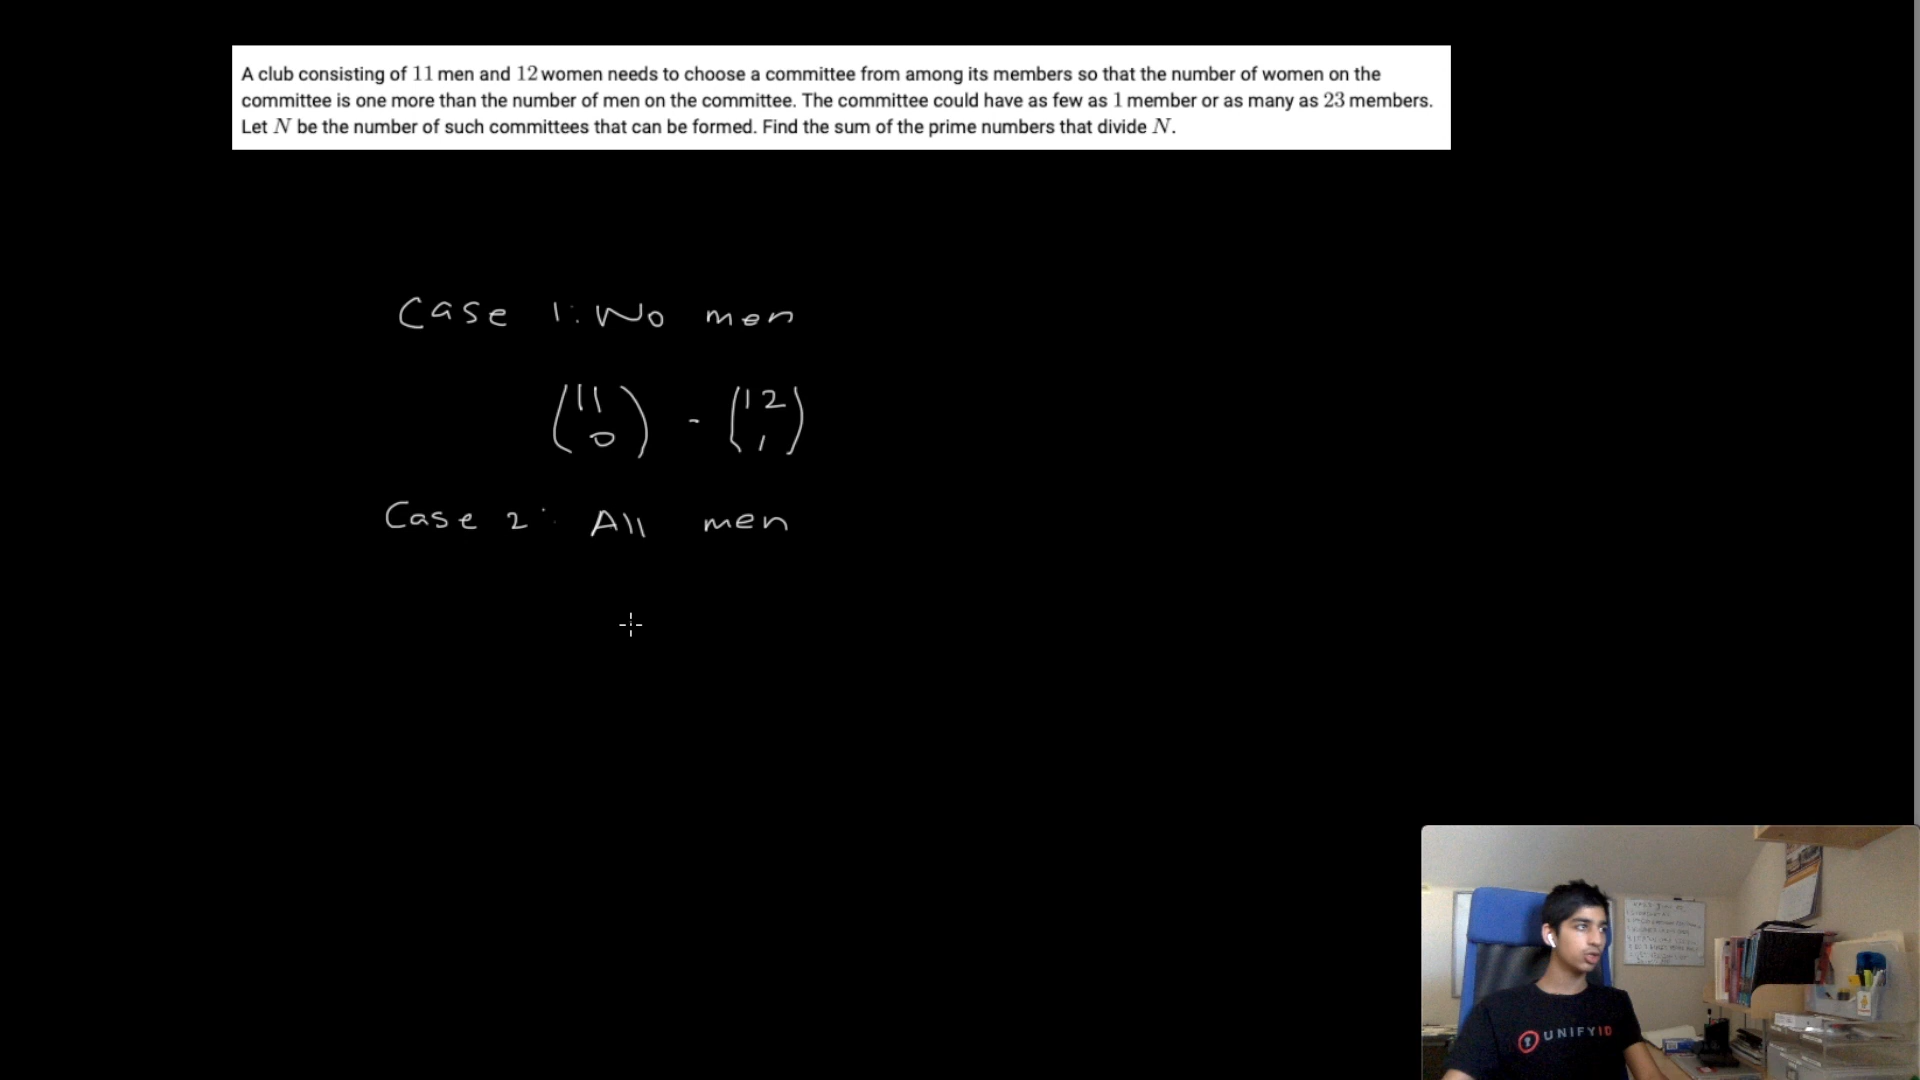 A club consisting of 11 men and 12 women needs to choose a committee from among its members so that the number of women on the
committee is one more than the number of men on the committee. The committee could have as few as 1 member or as many as 23 members.
Let N be the number of such committees that can be formed. Find the sum of the prime numbers that divide N.
Case 1: No men
(11 0) · (12 1)
Case 2: All men
UNIFYID